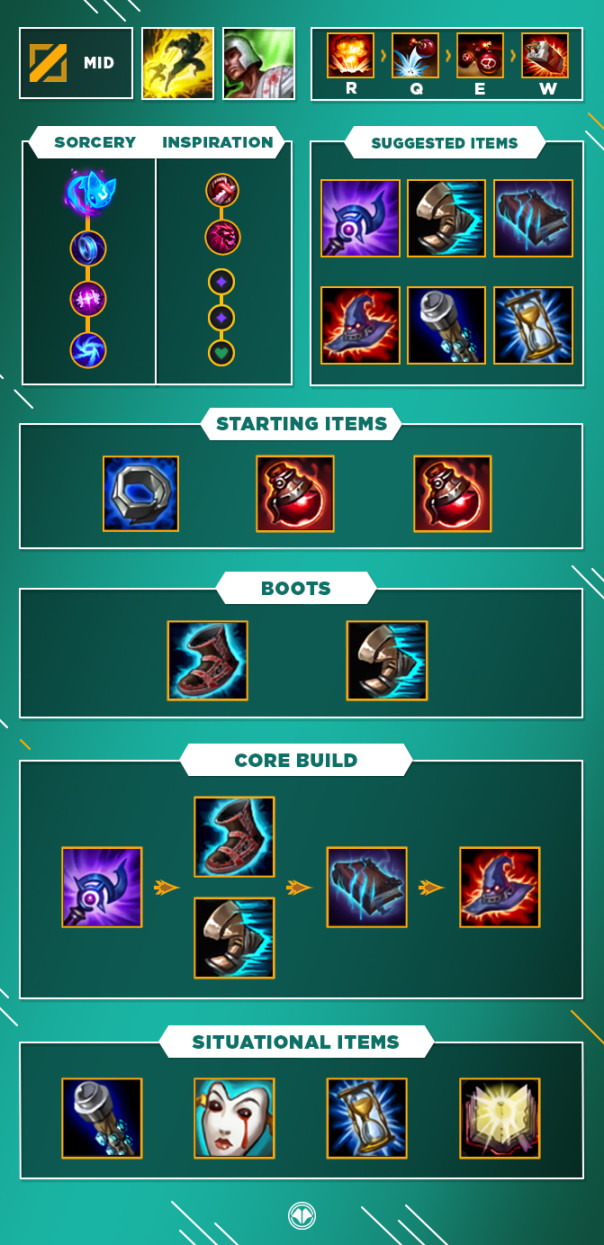 MID
R Q E W
SORCERY INSPIRATION
SUGGESTED ITEMS
STARTING ITEMS
BOOTS
CORE BUILD
SITUATIONAL ITEMS